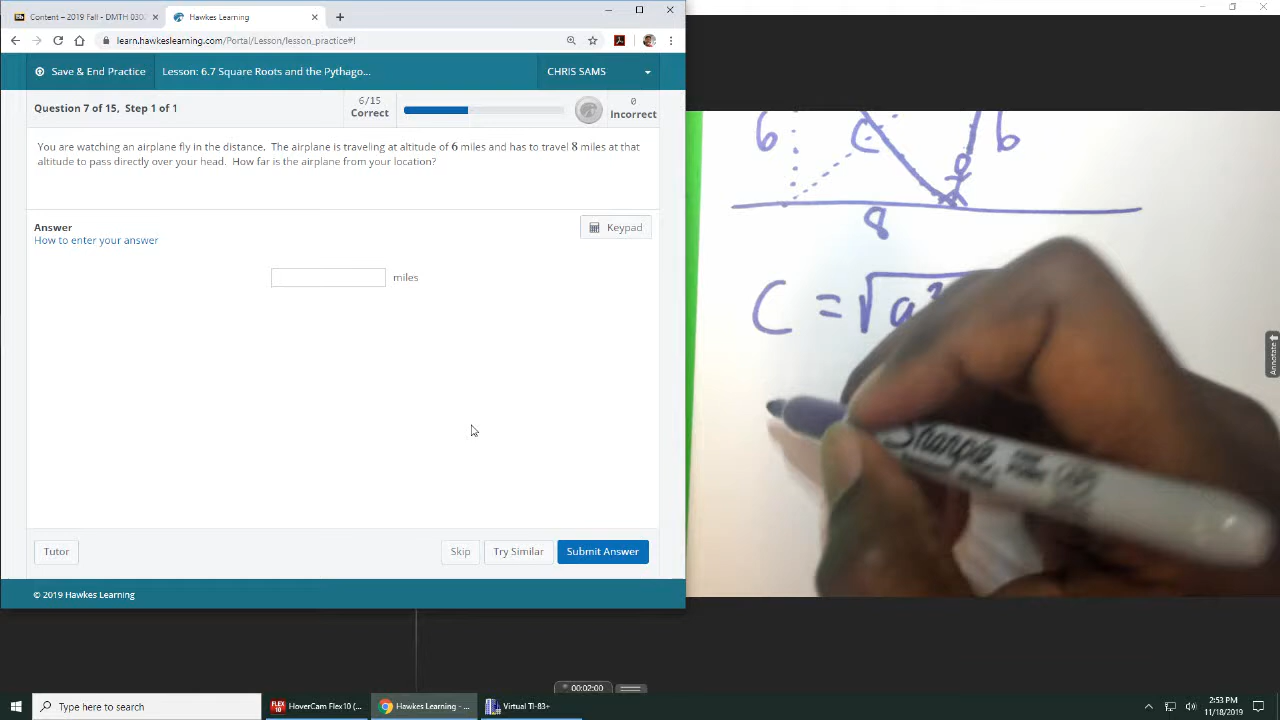 Content – 2019 Fall - DMTH 030
Hawkes Learning
learn.hawkeslearning.com/Portal/Lesson/lesson_practice#!
Save & End Practice
Lesson: 6.7 Square Roots and the Pythago...
CHRIS SAMS
Question 7 of 15, Step 1 of 1
6/15
Correct
0
Incorrect
You are watching an airplane fly in the distance. The airplane is traveling at altitude of 6 miles and has to travel 8 miles at that
altitude to pass directly over your head. How far is the airplane from your location?
Answer
How to enter your answer
Keypad
miles
Tutor
Skip
Try Similar
Submit Answer
© 2019 Hawkes Learning
6
C
6
8
C = √a²
Sharpie
Annotate
00:02:00
Type here to search
FLEX
10
HoverCam Flex10 (...
Hawkes Learning - ...
Virtual TI-83+
2:53 PM
11/18/2019